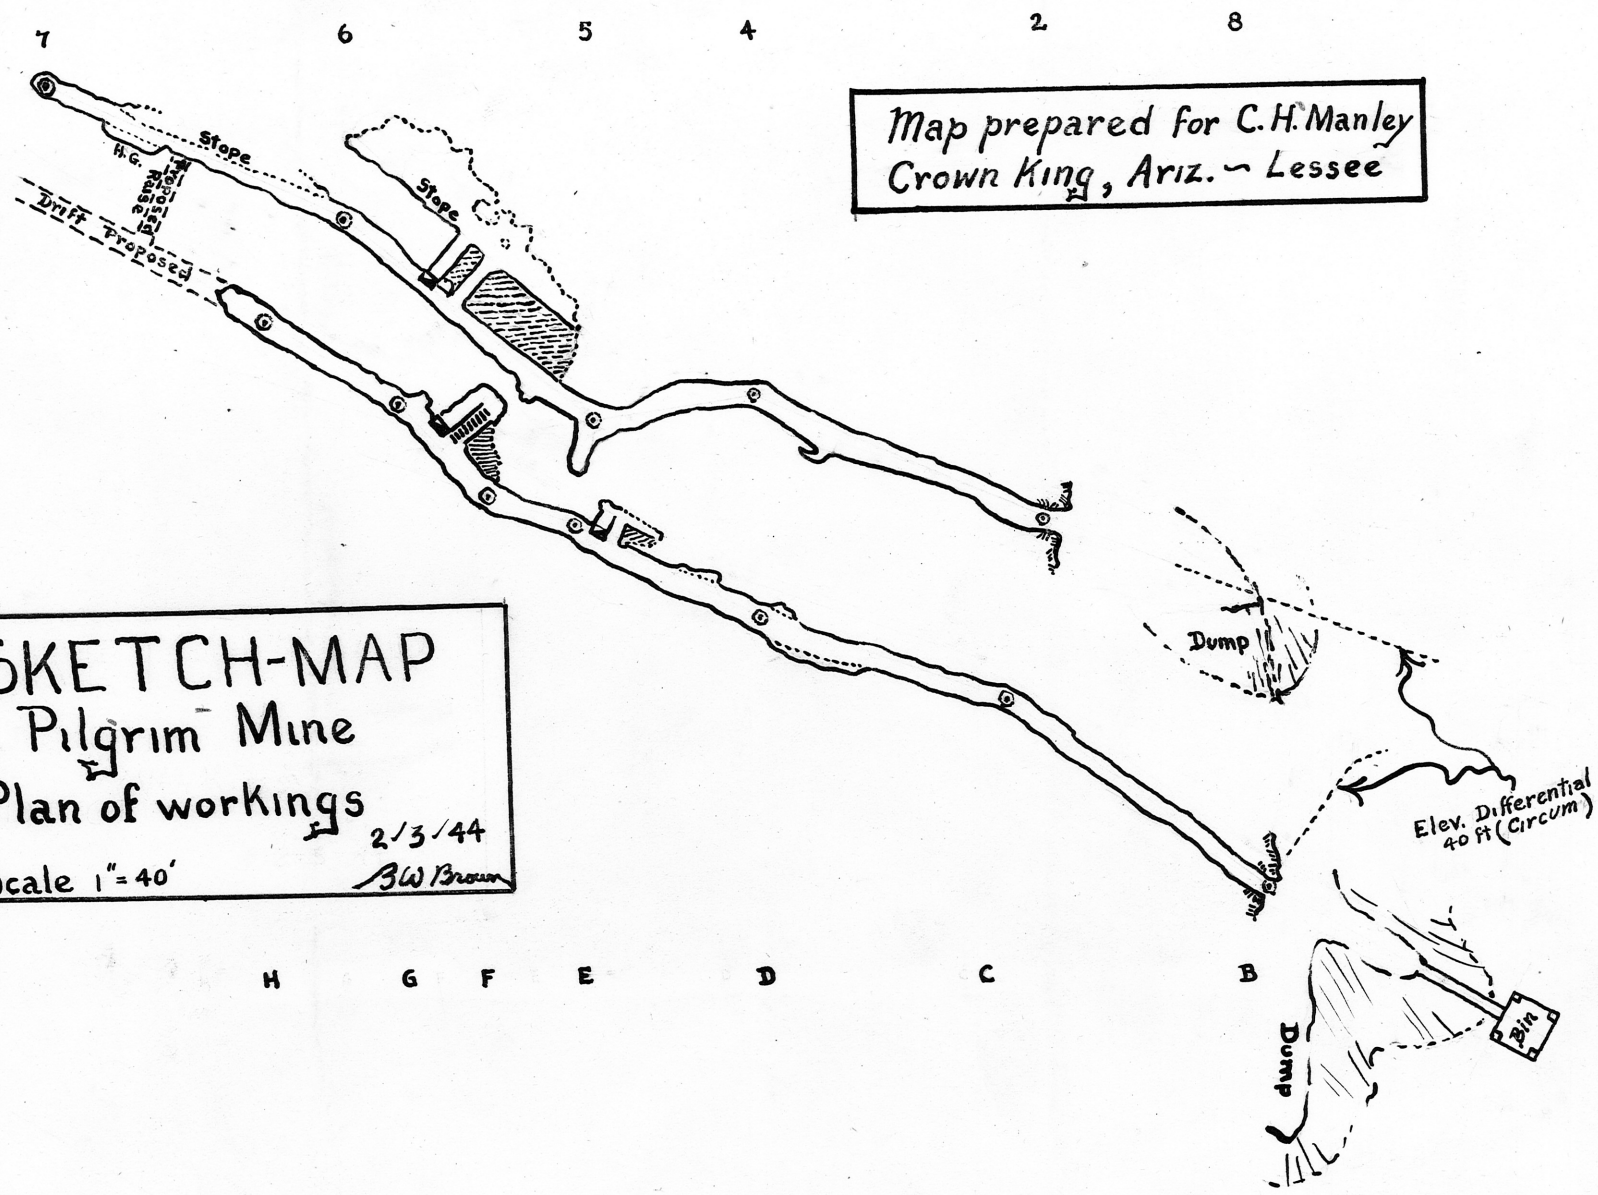 7 6 5 4 2 8
Map prepared for C.H. Manley
Crown King, Ariz. ~ Lessee
Stope
H.G.
Proposed
Raise
Drift Proposed
Stope
Dump
Elev. Differential
40 ft (Circum)
SKETCH-MAP
Pilgrim Mine
Plan of workings
2/3/44
Scale 1"=40'
BW Brown
H G F E D C B
Dump
Bin